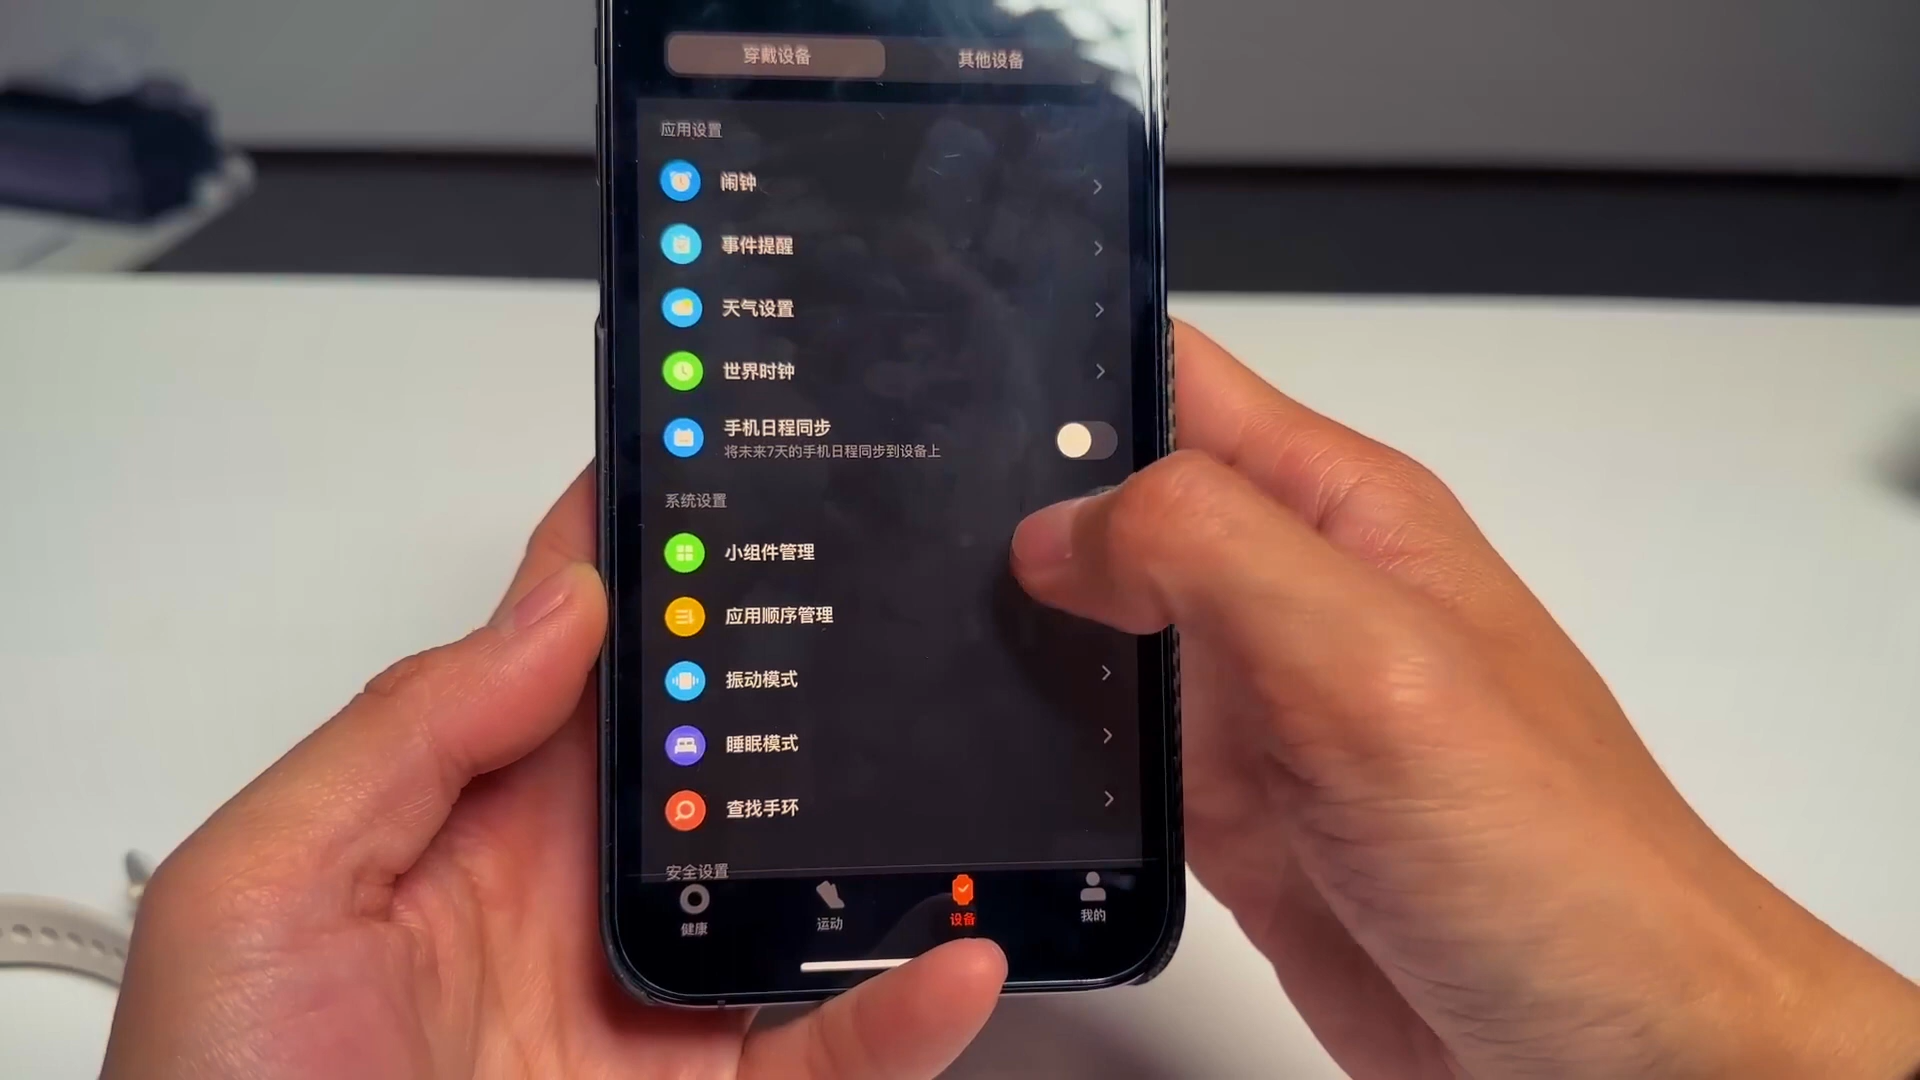 穿戴设备
其他设备
应用设置
闹钟
事件提醒
天气设置
世界时钟
手机日程同步
将未来7天的手机日程同步到设备上
系统设置
小组件管理
应用顺序管理
振动模式
睡眠模式
查找手环
安全设置
健康
运动
设备
我的